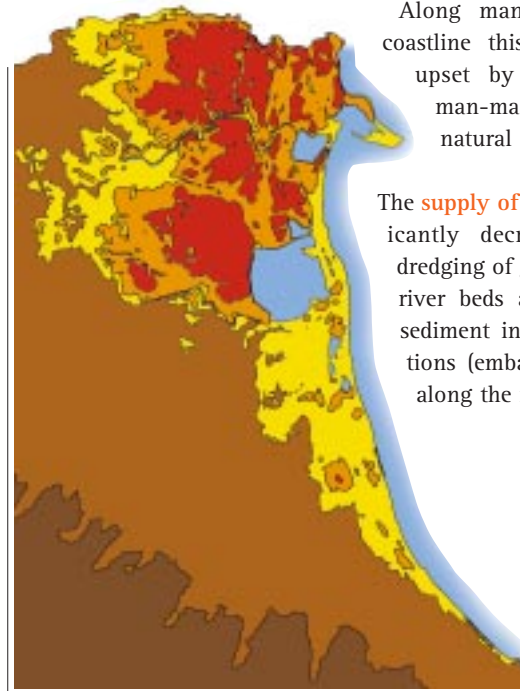 Along man
coastline this
upset by
man-ma
natural
The supply of
icantly decr
dredging of
river beds a
sediment in
tions (emba
along the